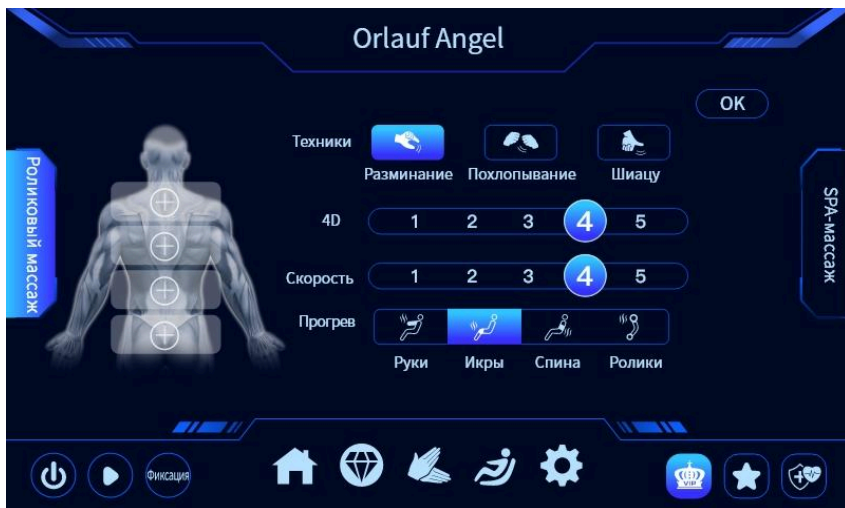 Orlauf Angel
OK
Роликовый массаж
SPA-массаж
Техники
Разминание Похлопывание Шиацу
4D 1 2 3 4 5
Скорость 1 2 3 4 5
Прогрев
Руки Икры Спина Ролики
Фиксация
VIP